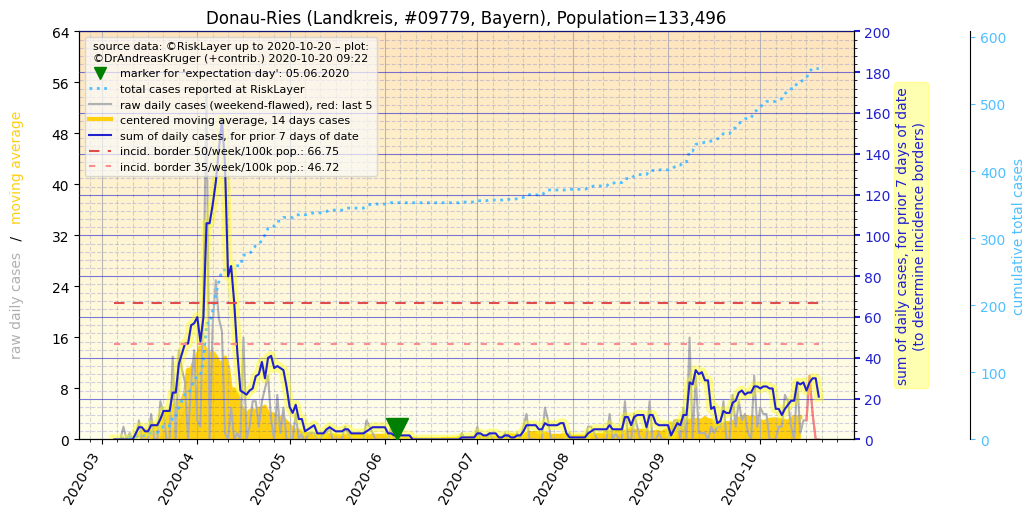 Donau-Ries (Landkreis, #09779, Bayern), Population=133,496
source data: ©RiskLayer up to 2020-10-20 – plot:
©DrAndreasKruger (+contrib.) 2020-10-20 09:22
marker for 'expectation day': 05.06.2020
total cases reported at RiskLayer
raw daily cases (weekend-flawed), red: last 5
centered moving average, 14 days cases
sum of daily cases, for prior 7 days of date
incid. border 50/week/100k pop.: 66.75
incid. border 35/week/100k pop.: 46.72
raw daily cases / moving average
64
56
48
40
32
24
16
8
0
2020-03
2020-04
2020-05
2020-06
2020-07
2020-08
2020-09
2020-10
200
180
160
140
120
100
80
60
40
20
0
sum of daily cases, for prior 7 days of date
(to determine incidence borders)
600
500
400
300
200
100
0
cumulative total cases